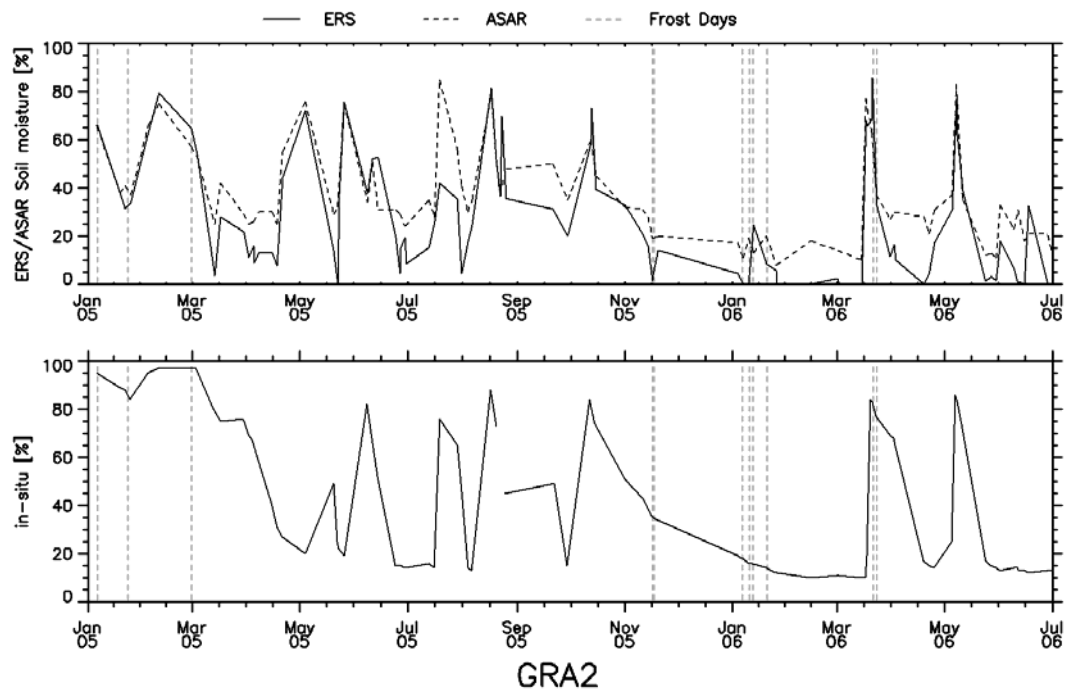 ERS ASAR Frost Days
ERS/ASAR Soil moisture [%]
100
80
60
40
20
0
Jan Mar May Jul Sep Nov Jan Mar May Jul
05 05 05 05 05 05 06 06 06 06
in-situ [%]
100
80
60
40
20
0
Jan Mar May Jul Sep Nov Jan Mar May Jul
05 05 05 05 05 05 06 06 06 06
GRA2